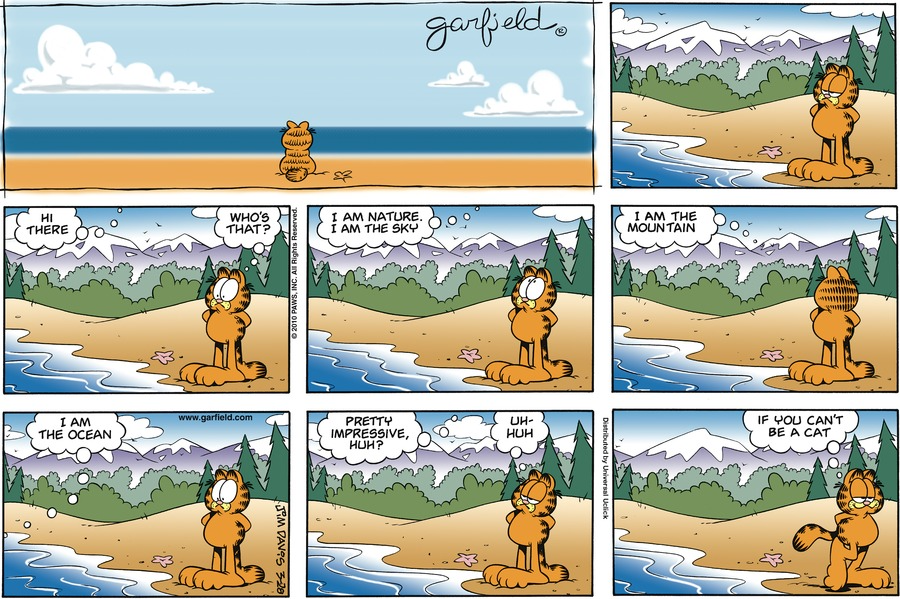 garfield
HI
THERE
WHO'S
THAT?
© 2010 PAWS, INC. All Rights Reserved.
I AM NATURE.
I AM THE SKY
I AM THE
MOUNTAIN
I AM
THE OCEAN
www.garfield.com
JIM DAVIS 3-28
PRETTY
IMPRESSIVE,
HUH?
UH-
HUH
Distributed by Universal Uclick
IF YOU CAN'T
BE A CAT